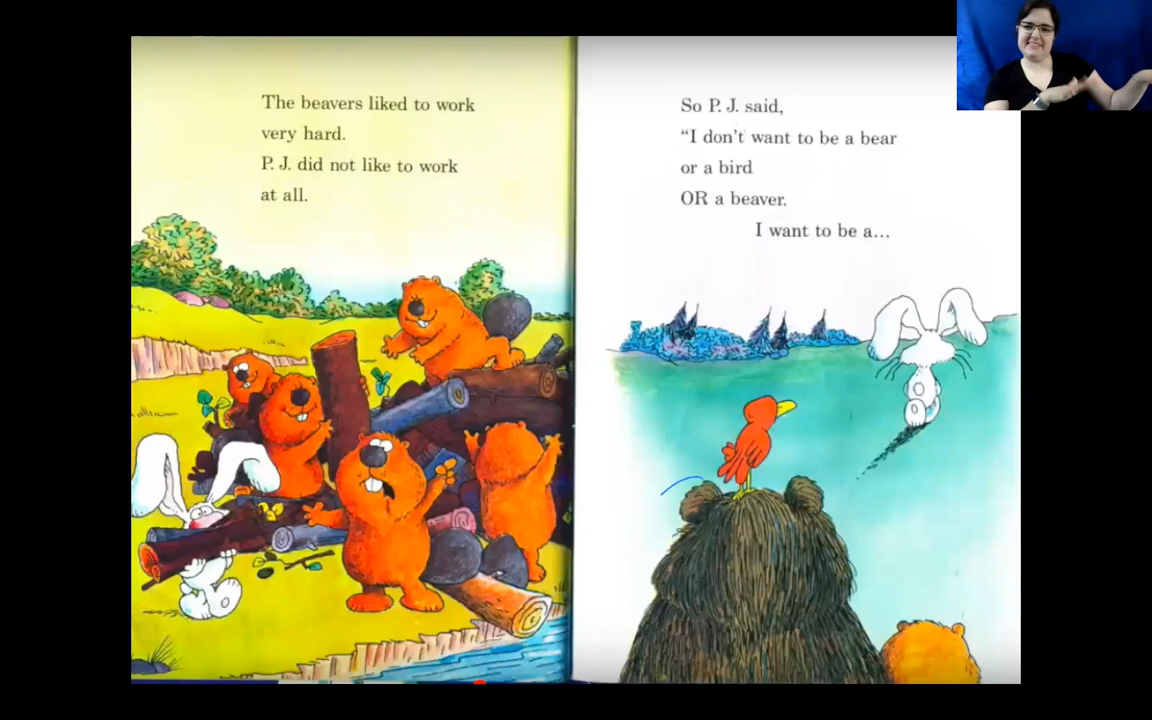 The beavers liked to work
very hard.
P. J. did not like to work
at all.
So P. J. said,
“I don’t want to be a bear
or a bird
OR a beaver.
I want to be a...